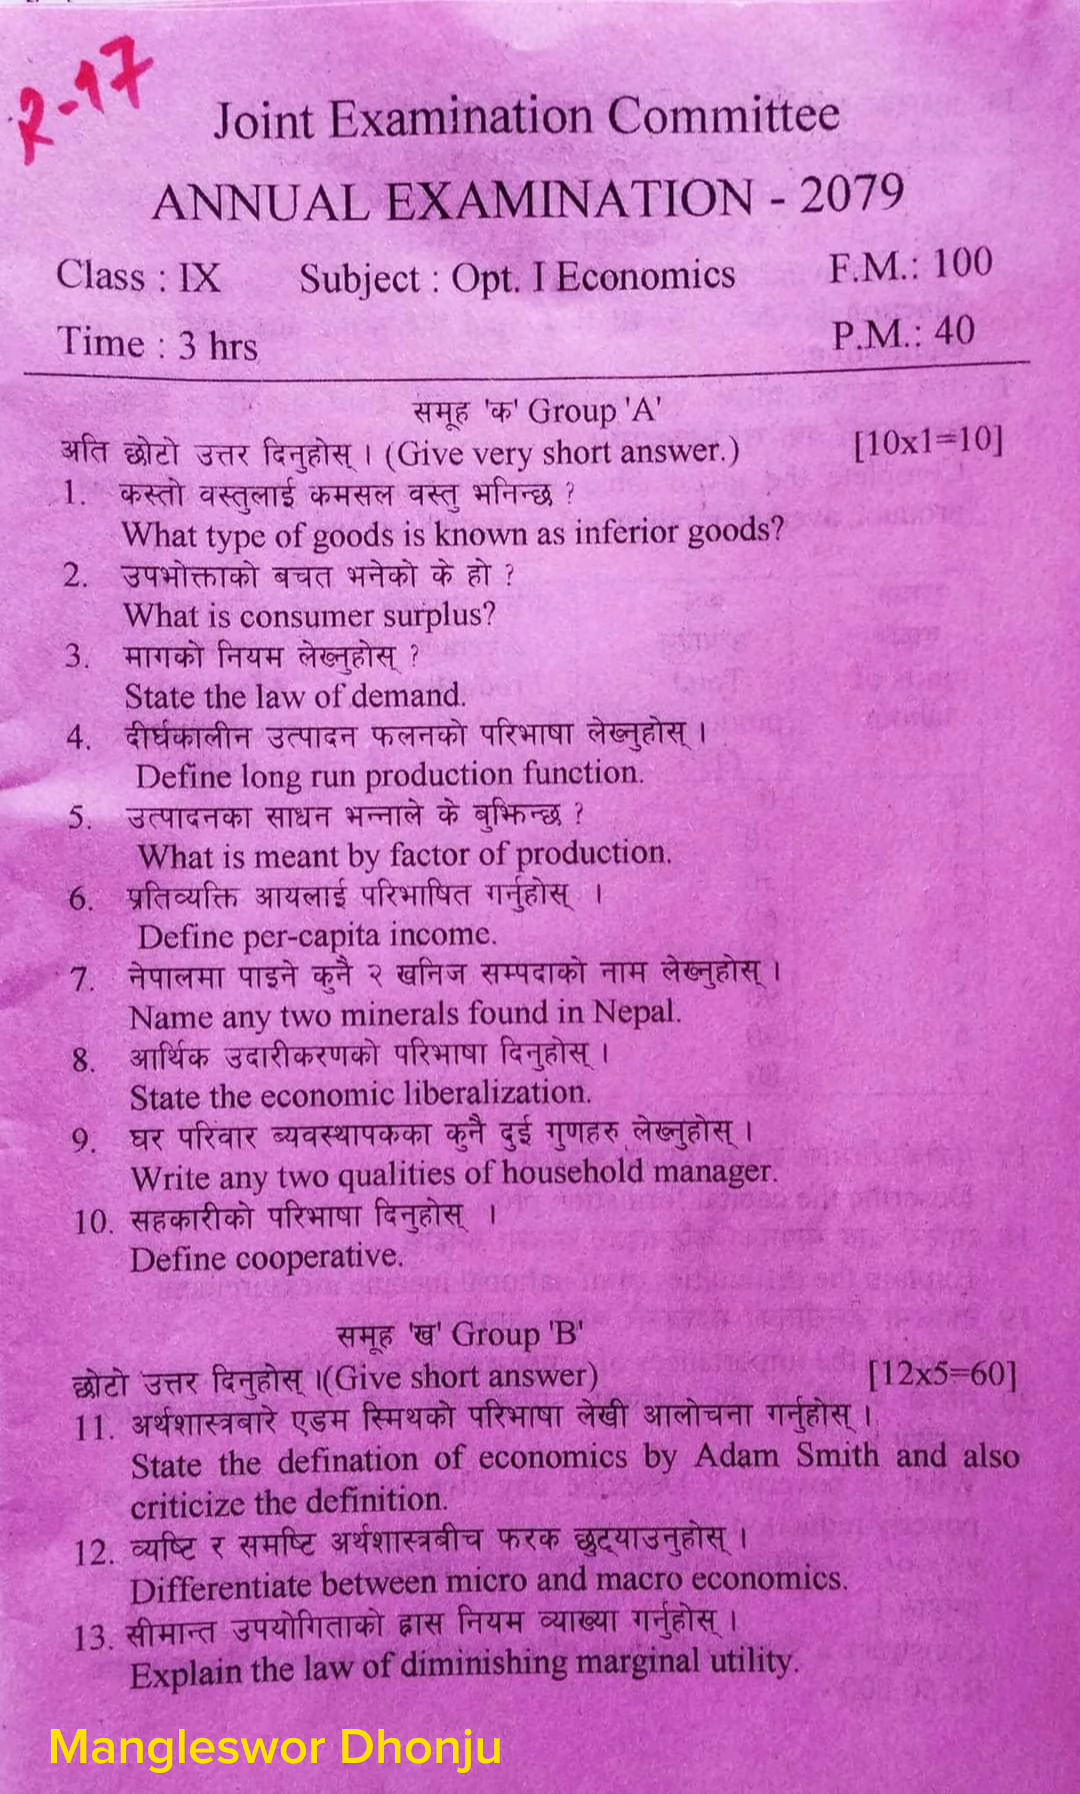 R-17
Joint Examination Committee
ANNUAL EXAMINATION - 2079
Class : IX Subject : Opt. I Economics F.M.: 100
Time : 3 hrs P.M.: 40
समूह 'क' Group 'A'
अति छोटो उत्तर दिनुहोस् । (Give very short answer.) [10x1=10]
1. कस्तो वस्तुलाई कमसल वस्तु भनिन्छ ?
What type of goods is known as inferior goods?
2. उपभोक्ताको बचत भनेको के हो ?
What is consumer surplus?
3. मागको नियम लेख्नुहोस् ?
State the law of demand.
4. दीर्घकालीन उत्पादन फलनको परिभाषा लेख्नुहोस् ।
Define long run production function.
5. उत्पादनका साधन भन्नाले के बुझिन्छ ?
What is meant by factor of production.
6. प्रतिव्यक्ति आयलाई परिभाषित गर्नुहोस् ।
Define per-capita income.
7. नेपालमा पाइने कुनै २ खनिज सम्पदाको नाम लेख्नुहोस् ।
Name any two minerals found in Nepal.
8. आर्थिक उदारीकरणको परिभाषा दिनुहोस् ।
State the economic liberalization.
9. घर परिवार व्यवस्थापकका कुनै दुई गुणहरु लेख्नुहोस् ।
Write any two qualities of household manager.
10. सहकारीको परिभाषा दिनुहोस् ।
Define cooperative.
समूह 'ख' Group 'B'
छोटो उत्तर दिनुहोस् ।(Give short answer) [12x5=60]
11. अर्थशास्त्रबारे एडम स्मिथको परिभाषा लेखी आलोचना गर्नुहोस् ।
State the defination of economics by Adam Smith and also
criticize the definition.
12. व्यष्टि र समष्टि अर्थशास्त्रबीच फरक छुट्याउनुहोस् ।
Differentiate between micro and macro economics.
13. सीमान्त उपयोगिताको ह्रास नियम व्याख्या गर्नुहोस् ।
Explain the law of diminishing marginal utility.
Mangleswor Dhonju